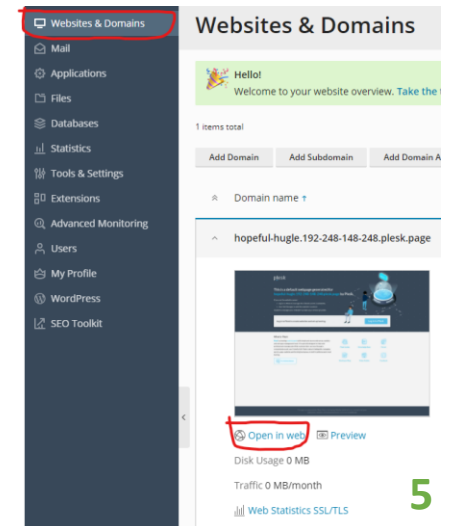 Websites & Domains
Mail
Applications
Files
Databases
Statistics
Tools & Settings
Extensions
Advanced Monitoring
Users
My Profile
WordPress
SEO Toolkit
Websites & Domains
Hello!
Welcome to your website overview. Take the
1 items total
Add Domain Add Subdomain Add Domain A
Domain name ↑
hopeful-hugle.192-248-148-248.plesk.page
plesk
Open in web Preview
Disk Usage 0 MB
Traffic 0 MB/month
Web Statistics SSL/TLS
5